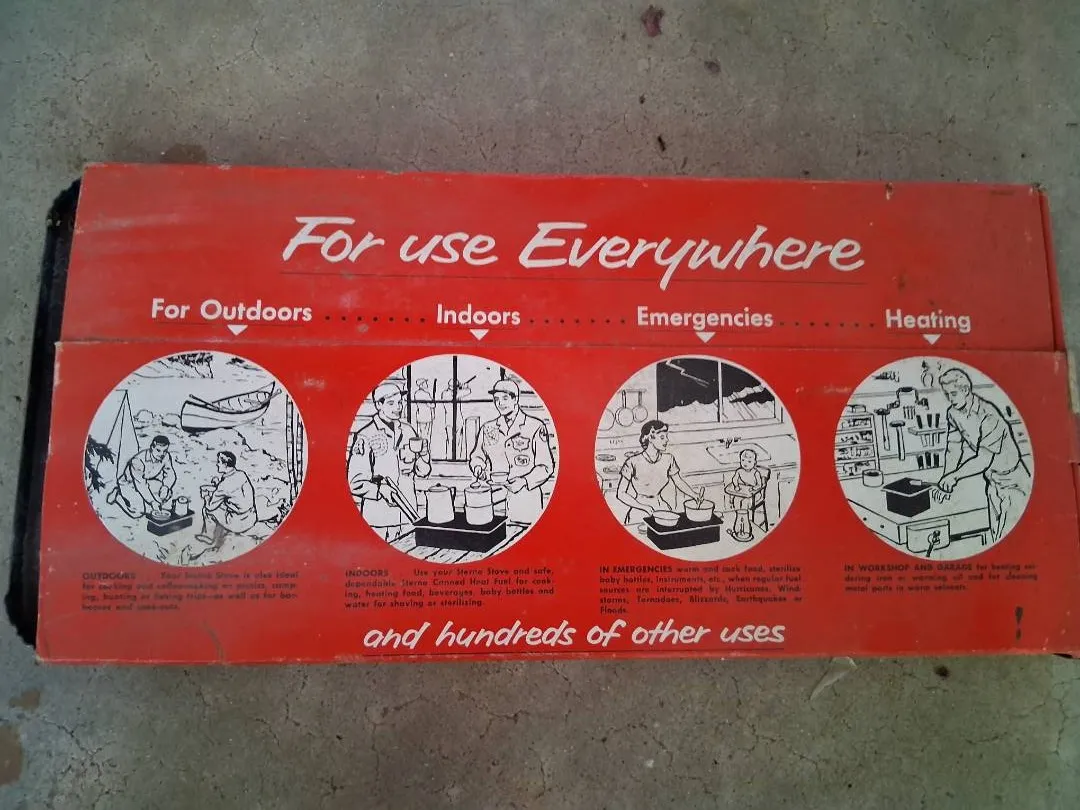 For use Everywhere
For Outdoors ....... Indoors ....... Emergencies ....... Heating
OUTDOORS . . . Your Sterno Stove is also ideal
for cooking and coffeemaking on picnics, camp-
ing, hunting or fishing trips—as well as for bar-
becues and cook-outs.
INDOORS . . . Use your Sterno Stove and safe,
dependable Sterno Canned Heat Fuel for cook-
ing, heating food, beverages, baby bottles and
water for shaving or sterilizing.
IN EMERGENCIES warm and cook food, sterilize
baby bottles, instruments, etc., when regular fuel
sources are interrupted by Hurricanes, Wind-
storms, Tornadoes, Blizzards, Earthquakes or
Floods.
IN WORKSHOP AND GARAGE for heating sol-
dering iron or warming oil and for cleaning
metal parts in warm solvents.
and hundreds of other uses